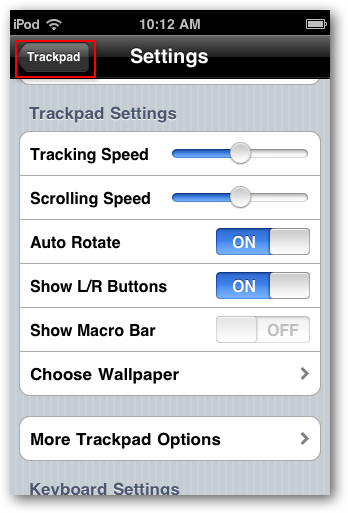 iPod 10:12 AM
Trackpad Settings
Trackpad Settings
Tracking Speed
Scrolling Speed
Auto Rotate ON
Show L/R Buttons ON
Show Macro Bar OFF
Choose Wallpaper
More Trackpad Options
Keyboard Settings